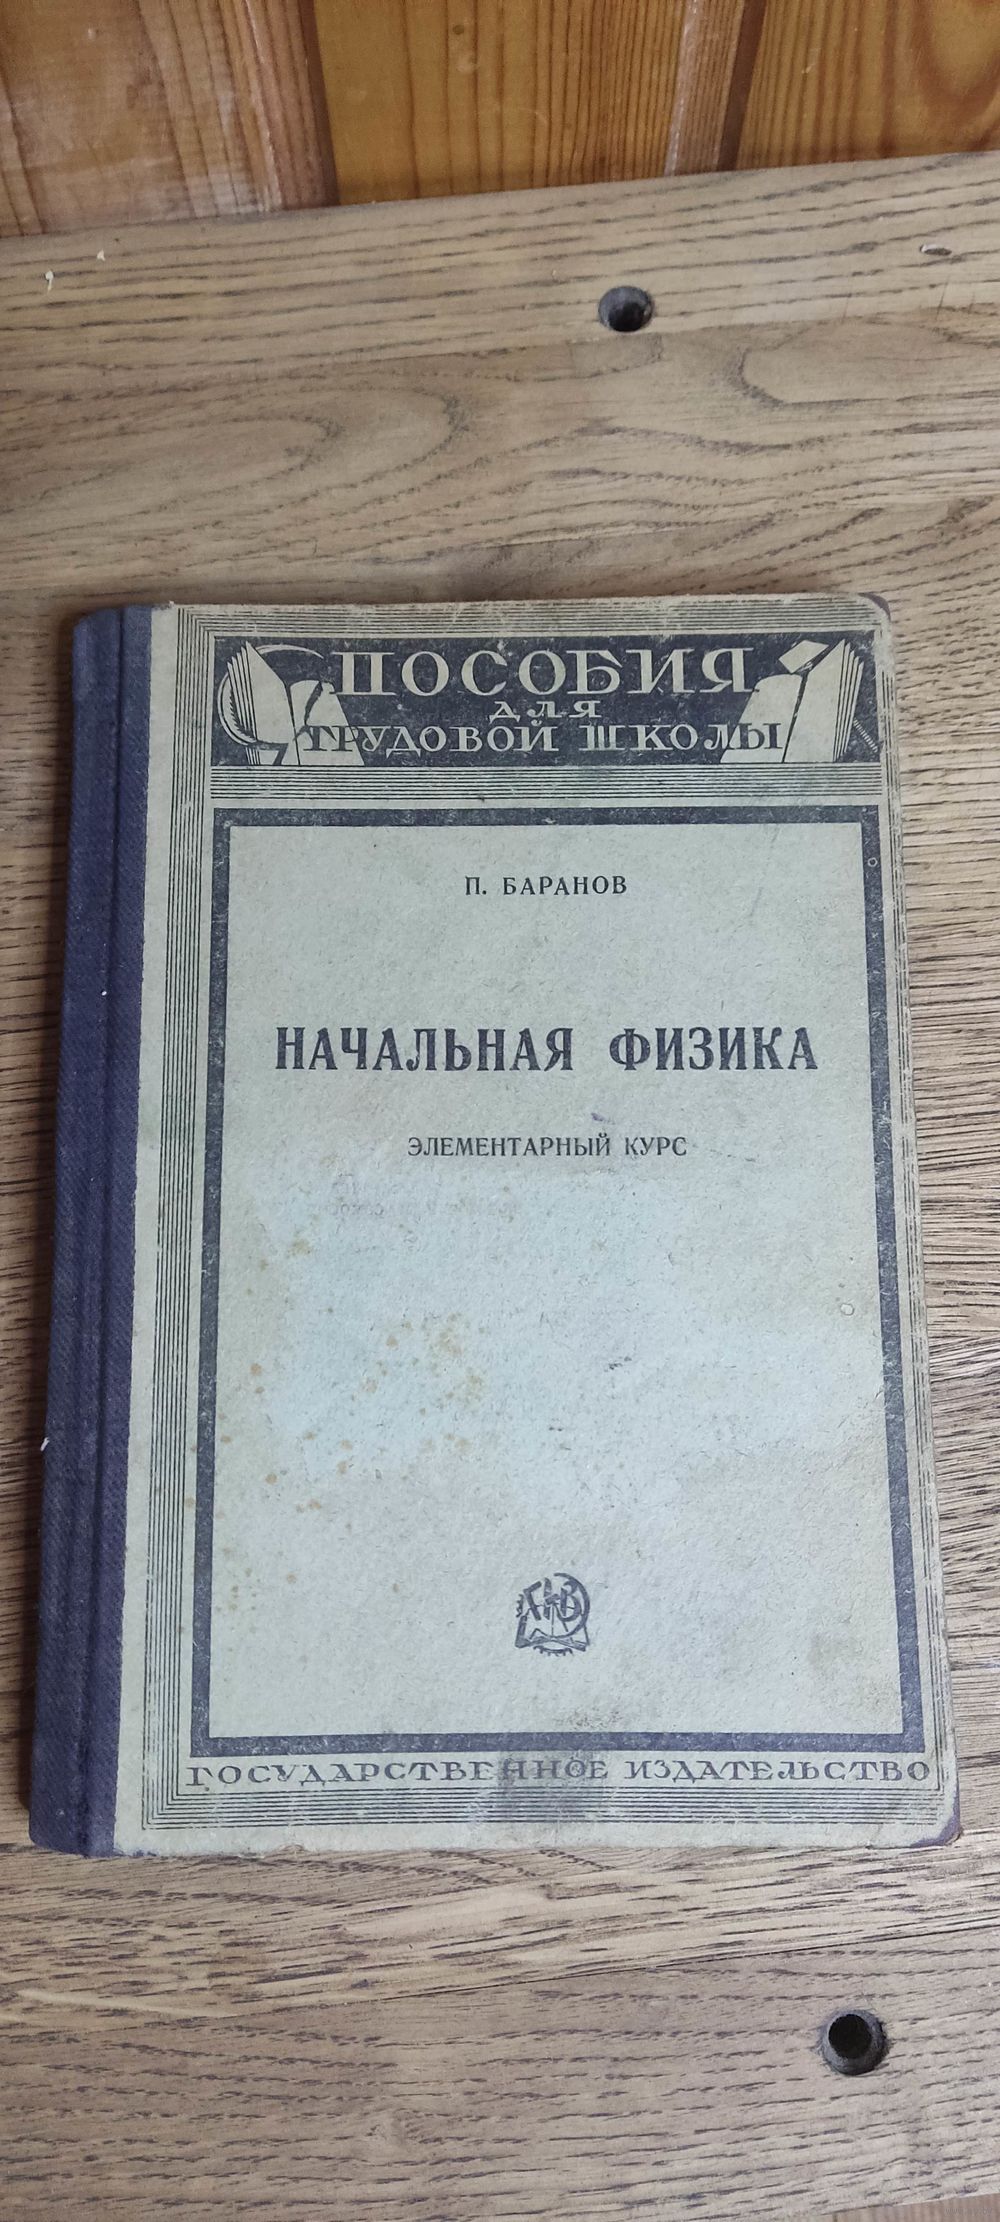 ПОСОБИЯ
ДЛЯ
ТРУДОВОЙ ШКОЛЫ
П. БАРАНОВ
НАЧАЛЬНАЯ ФИЗИКА
ЭЛЕМЕНТАРНЫЙ КУРС
ГОСУДАРСТВЕННОЕ ИЗДАТЕЛЬСТВО